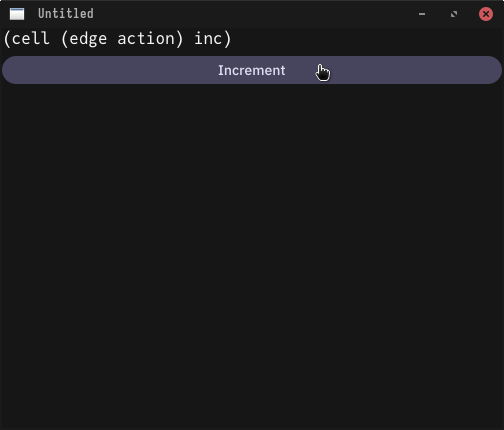 Untitled
(cell (edge action) inc)
Increment